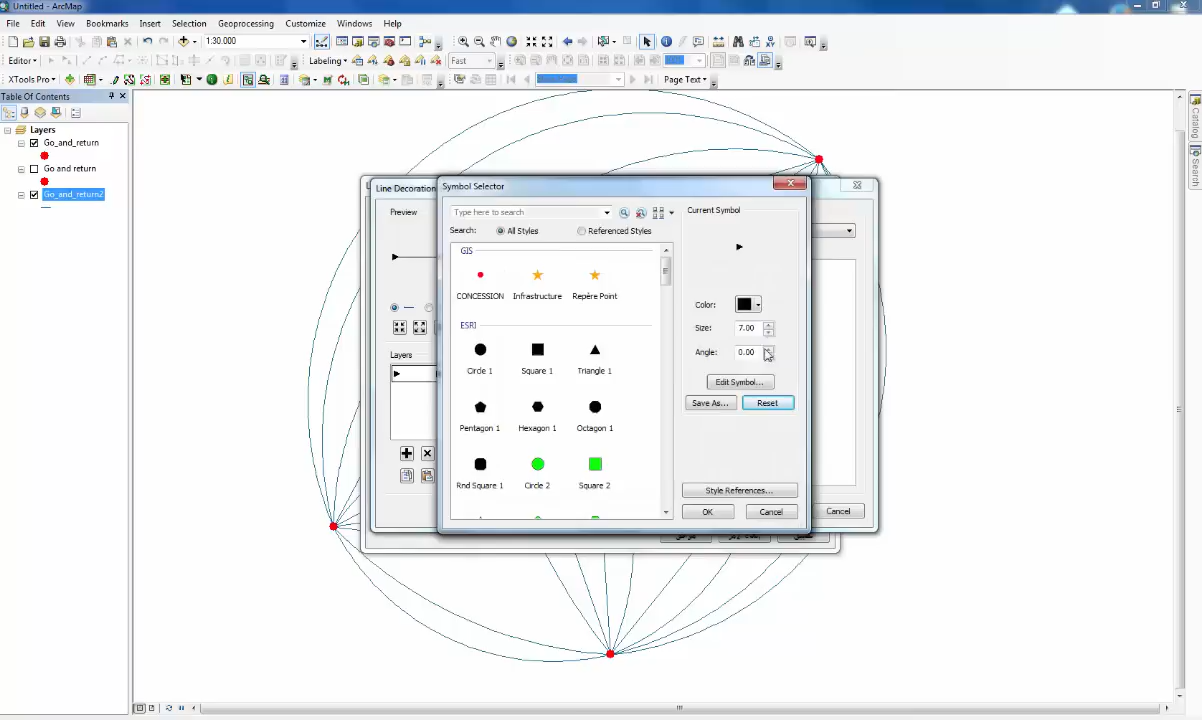 Untitled - ArcMap
File Edit View Bookmarks Insert Selection Geoprocessing Customize Windows Help
1:30.000
Editor Labeling Fast
XTools Pro Page Text
Table Of Contents
Layers
Go_and_return
Go and return
Go_and_return2
Catalog
Search
Line Decoration
Preview
Layers
Cancel
Symbol Selector
Type here to search
Search: All Styles Referenced Styles
GIS
CONCESSION Infrastructure Repère Point
ESRI
Circle 1 Square 1 Triangle 1
Pentagon 1 Hexagon 1 Octagon 1
Rnd Square 1 Circle 2 Square 2
Current Symbol
Color:
Size: 7.00
Angle: 0.00
Edit Symbol...
Save As... Reset
Style References...
OK Cancel